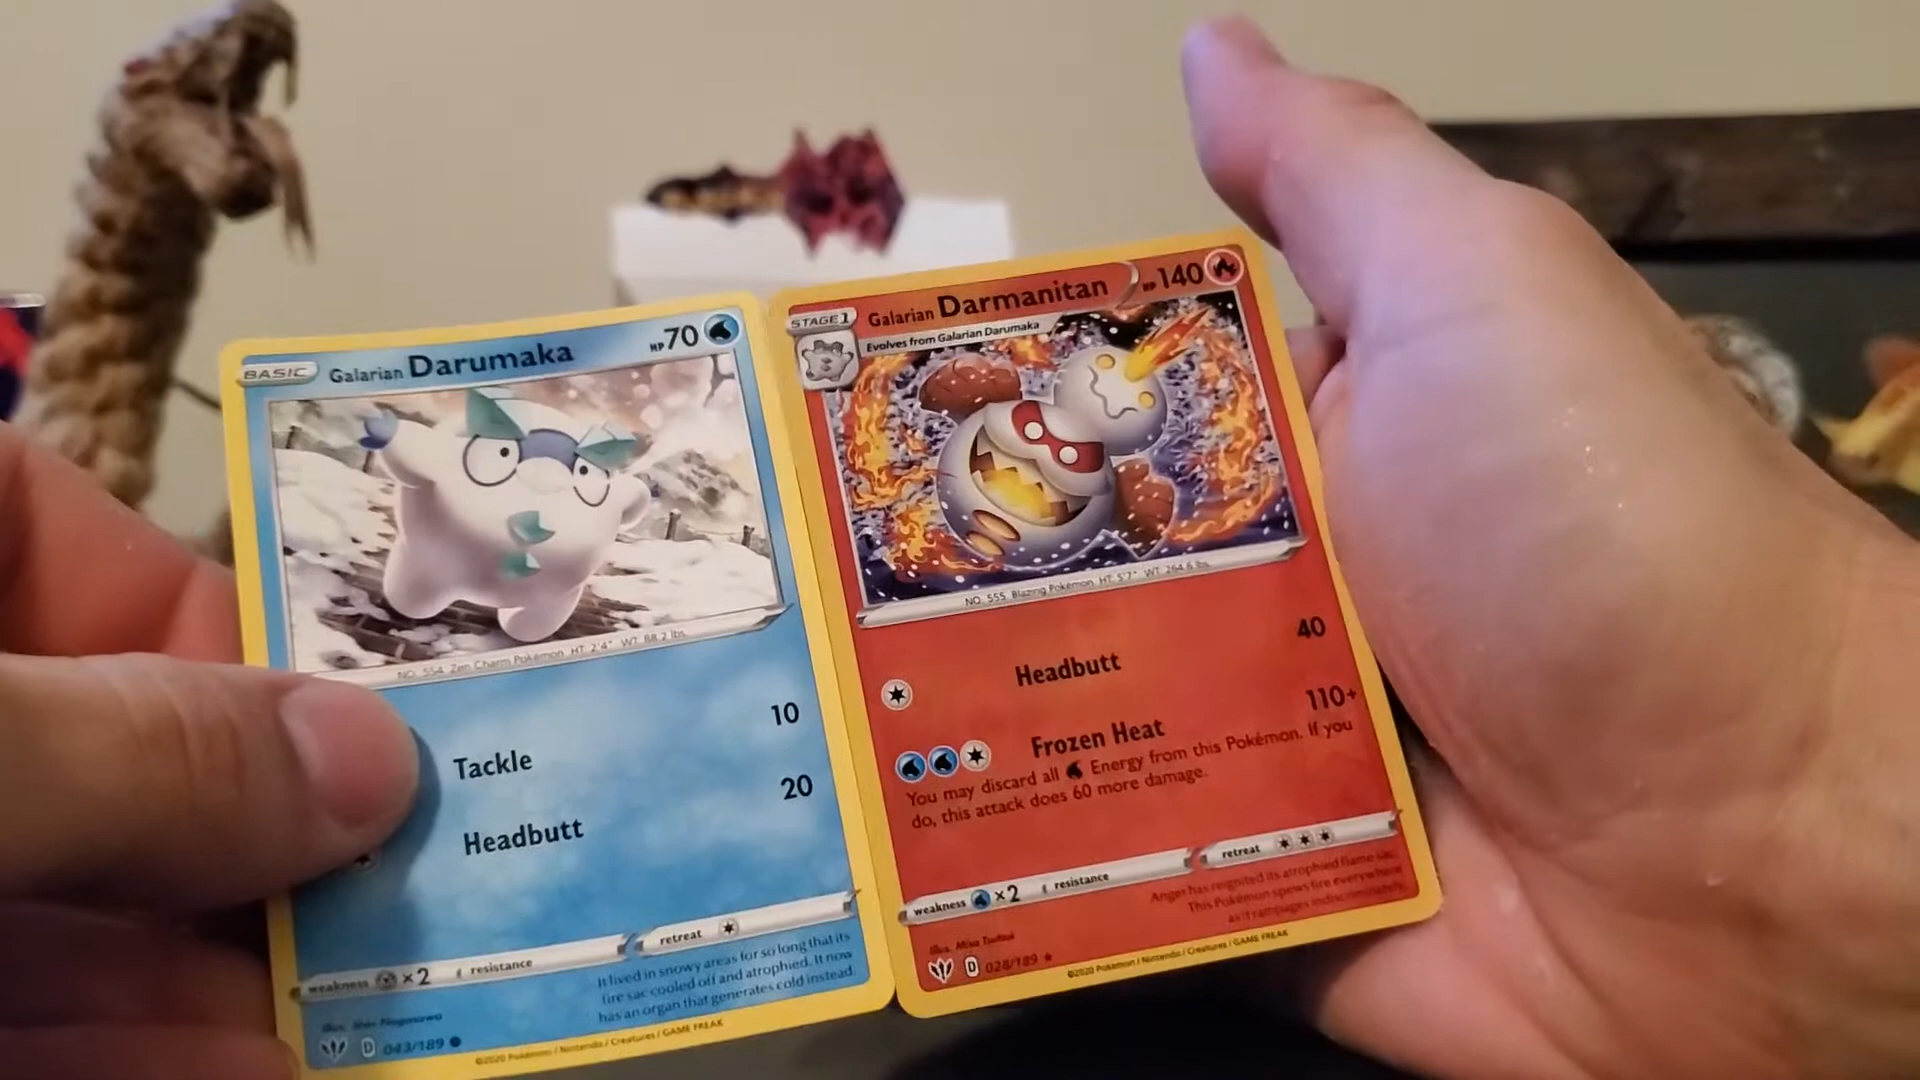 BASIC
Galarian Darumaka
HP 70
NO. 554 Zen Charm Pokémon HT: 2'4" WT: 88.2 lbs.
Tackle 10
Headbutt 20
weakness ×2 resistance retreat
It lived in snowy areas for so long that its
fire sac cooled off and atrophied. It now
has an organ that generates cold instead.
D 043/189
©2020 Pokémon / Nintendo / Creatures / GAME FREAK
STAGE 1
Galarian Darmanitan
HP 140
Evolves from Galarian Darumaka
NO. 555 Blazing Pokémon HT: 5'7" WT: 264.6 lbs.
Headbutt 40
Frozen Heat 110+
You may discard all Energy from this Pokémon. If you
do, this attack does 60 more damage.
weakness ×2 resistance retreat
Anger has reignited its atrophied flame sac.
This Pokémon spews fire everywhere
as it rampages indiscriminately.
Illus. Misa Tsutsui
D 028/189 ★
©2020 Pokémon / Nintendo / Creatures / GAME FREAK